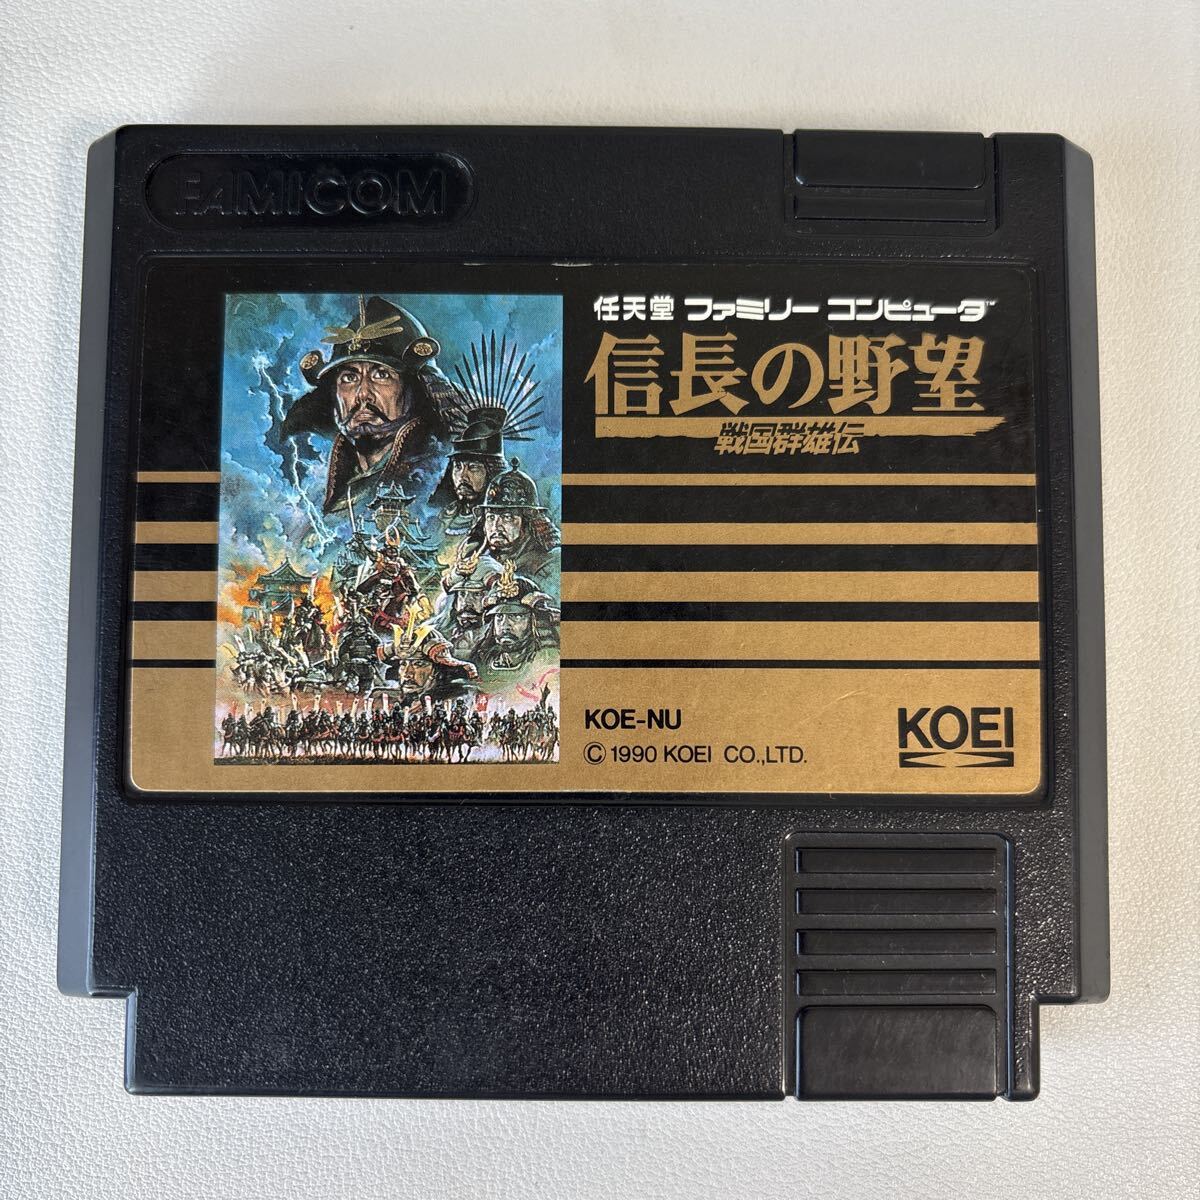 FAMICOM
任天堂 ファミリー コンピュータ™
信長の野望
戦国群雄伝
KOE-NU
© 1990 KOEI CO.,LTD.
KOEI